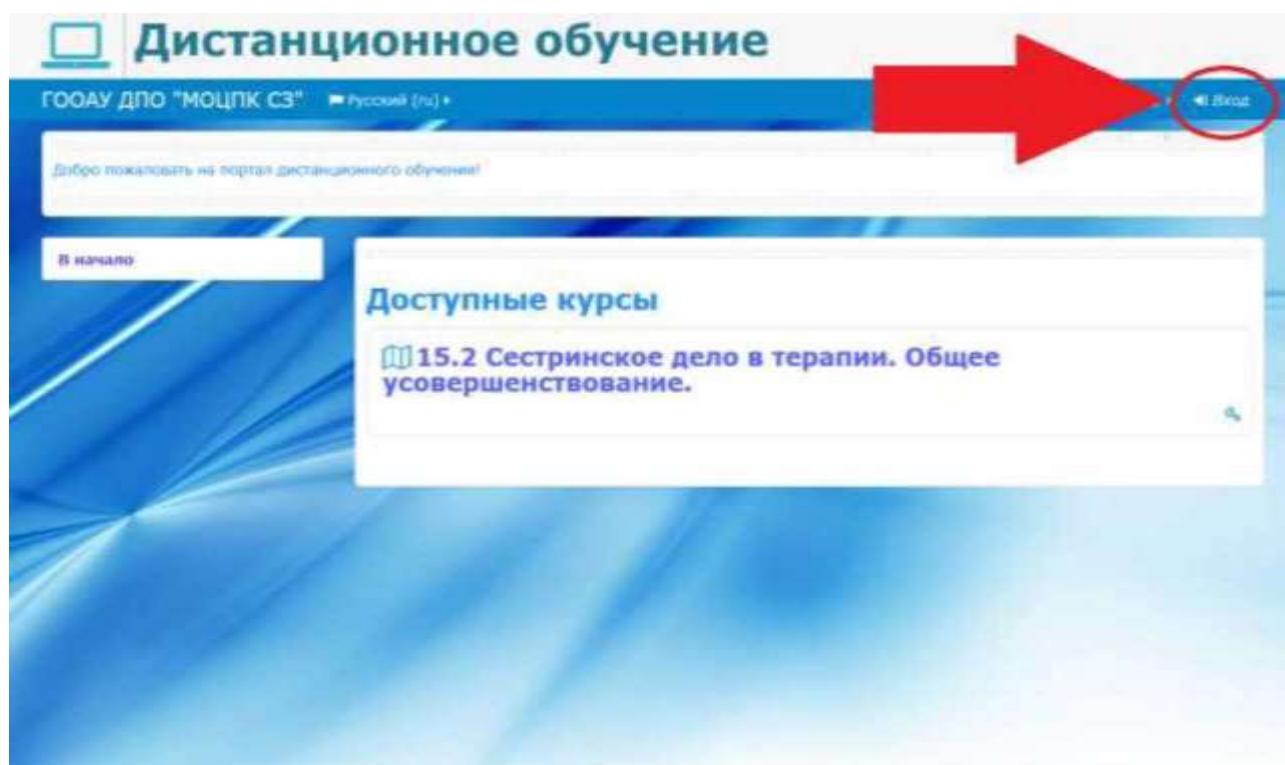 Дистанционное обучение
ГООАУ ДПО "МОЦПК СЗ" Русский (ru) Вход
Добро пожаловать на портал дистанционного обучения!
В начало
Доступные курсы
15.2 Сестринское дело в терапии. Общее
усовершенствование.